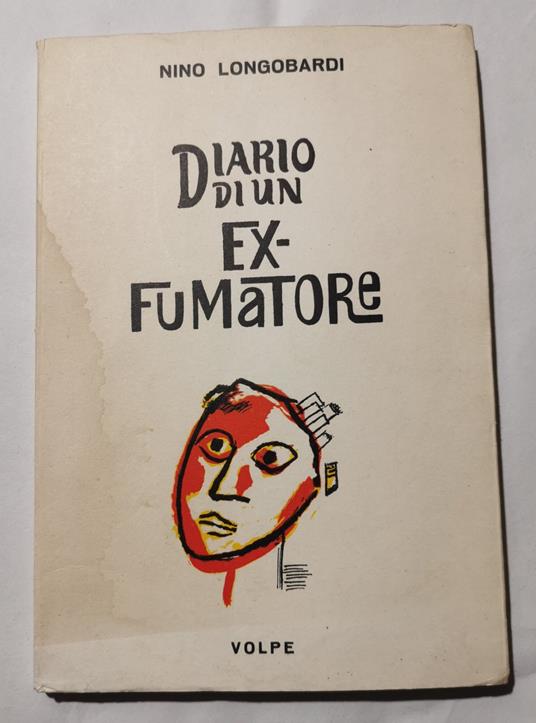 NINO LONGOBARDI
DIARIO
DI UN
EX-
FUMATORE
VOLPE